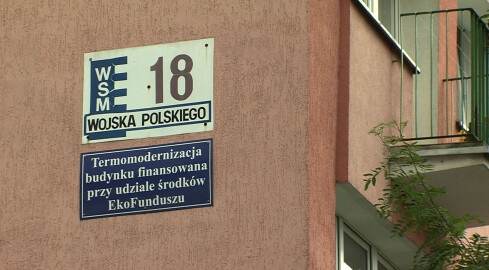 WSM
18
WOJSKA POLSKIEGO
Termomodernizacja
budynku finansowana
przy udziale środków
EkoFunduszu